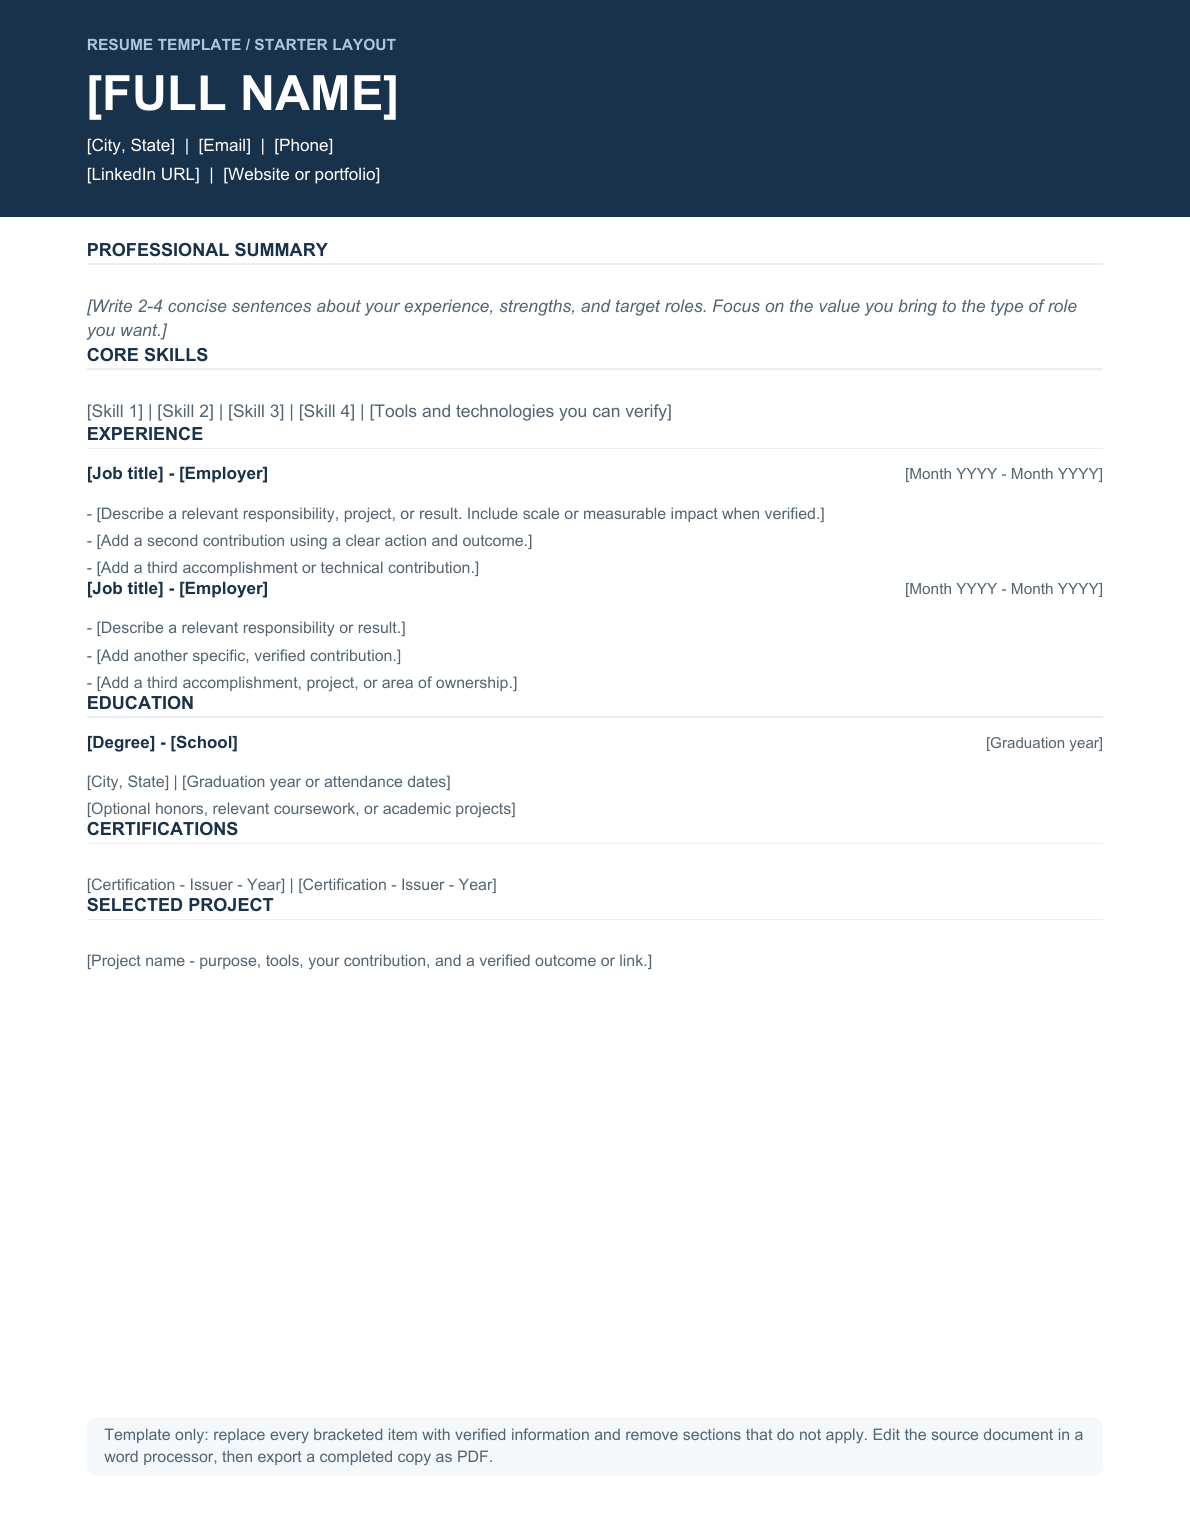 RESUME TEMPLATE / STARTER LAYOUT
[FULL NAME]
[City, State] | [Email] | [Phone]
[LinkedIn URL] | [Website or portfolio]
PROFESSIONAL SUMMARY
[Write 2-4 concise sentences about your experience, strengths, and target roles. Focus on the value you bring to the type of role
you want.]
CORE SKILLS
[Skill 1] | [Skill 2] | [Skill 3] | [Skill 4] | [Tools and technologies you can verify]
EXPERIENCE
[Job title] - [Employer] [Month YYYY - Month YYYY]
- [Describe a relevant responsibility, project, or result. Include scale or measurable impact when verified.]
- [Add a second contribution using a clear action and outcome.]
- [Add a third accomplishment or technical contribution.]
[Job title] - [Employer] [Month YYYY - Month YYYY]
- [Describe a relevant responsibility or result.]
- [Add another specific, verified contribution.]
- [Add a third accomplishment, project, or area of ownership.]
EDUCATION
[Degree] - [School] [Graduation year]
[City, State] | [Graduation year or attendance dates]
[Optional honors, relevant coursework, or academic projects]
CERTIFICATIONS
[Certification - Issuer - Year] | [Certification - Issuer - Year]
SELECTED PROJECT
[Project name - purpose, tools, your contribution, and a verified outcome or link.]
Template only: replace every bracketed item with verified information and remove sections that do not apply. Edit the source document in a
word processor, then export a completed copy as PDF.